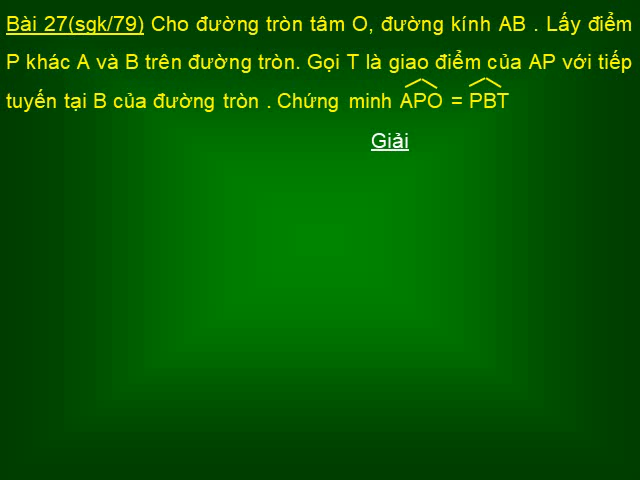 Bài 27(sgk/79) Cho đường tròn tâm O, đường kính AB . Lấy điểm
P khác A và B trên đường tròn. Gọi T là giao điểm của AP với tiếp
tuyến tại B của đường tròn . Chứng minh APO = PBT
Giải